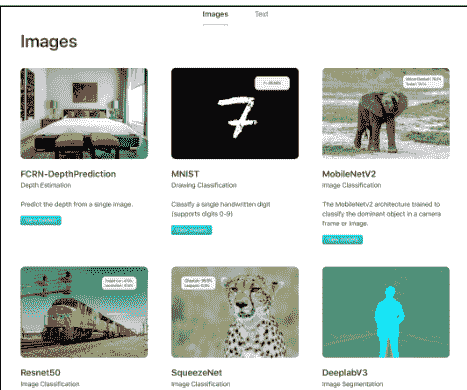 Images Text
Images
FCRN-DepthPrediction
Depth Estimation
Predict the depth from a single image.
MNIST
Drawing Classification
Classify a single handwritten digit
(supports digits 0-9)
MobileNetV2
Image Classification
The MobileNetV2 architecture trained to
classify the dominant object in a camera
frame or image.
7
Resnet50
Image Classification
SqueezeNet
Image Classification
DeeplabV3
Image Segmentation